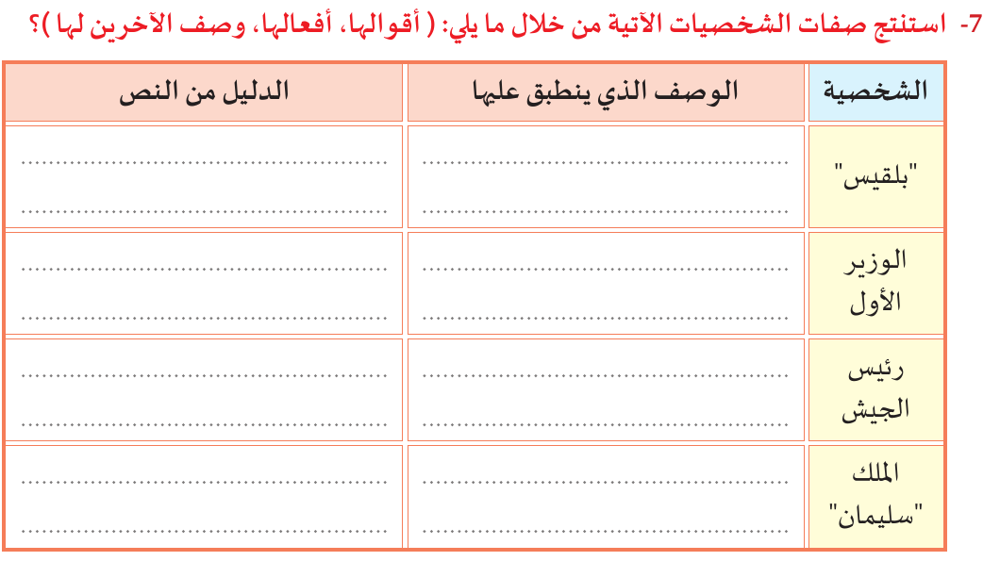 7- استنتج صفات الشخصيات الآتية من خلال ما يلي: ( أقوالها، أفعالها، وصف الآخرين لها )؟
الشخصية	الوصف الذي ينطبق عليها	الدليل من النص
"بلقيس"
الوزير
الأول
رئيس
الجيش
الملك
"سليمان"